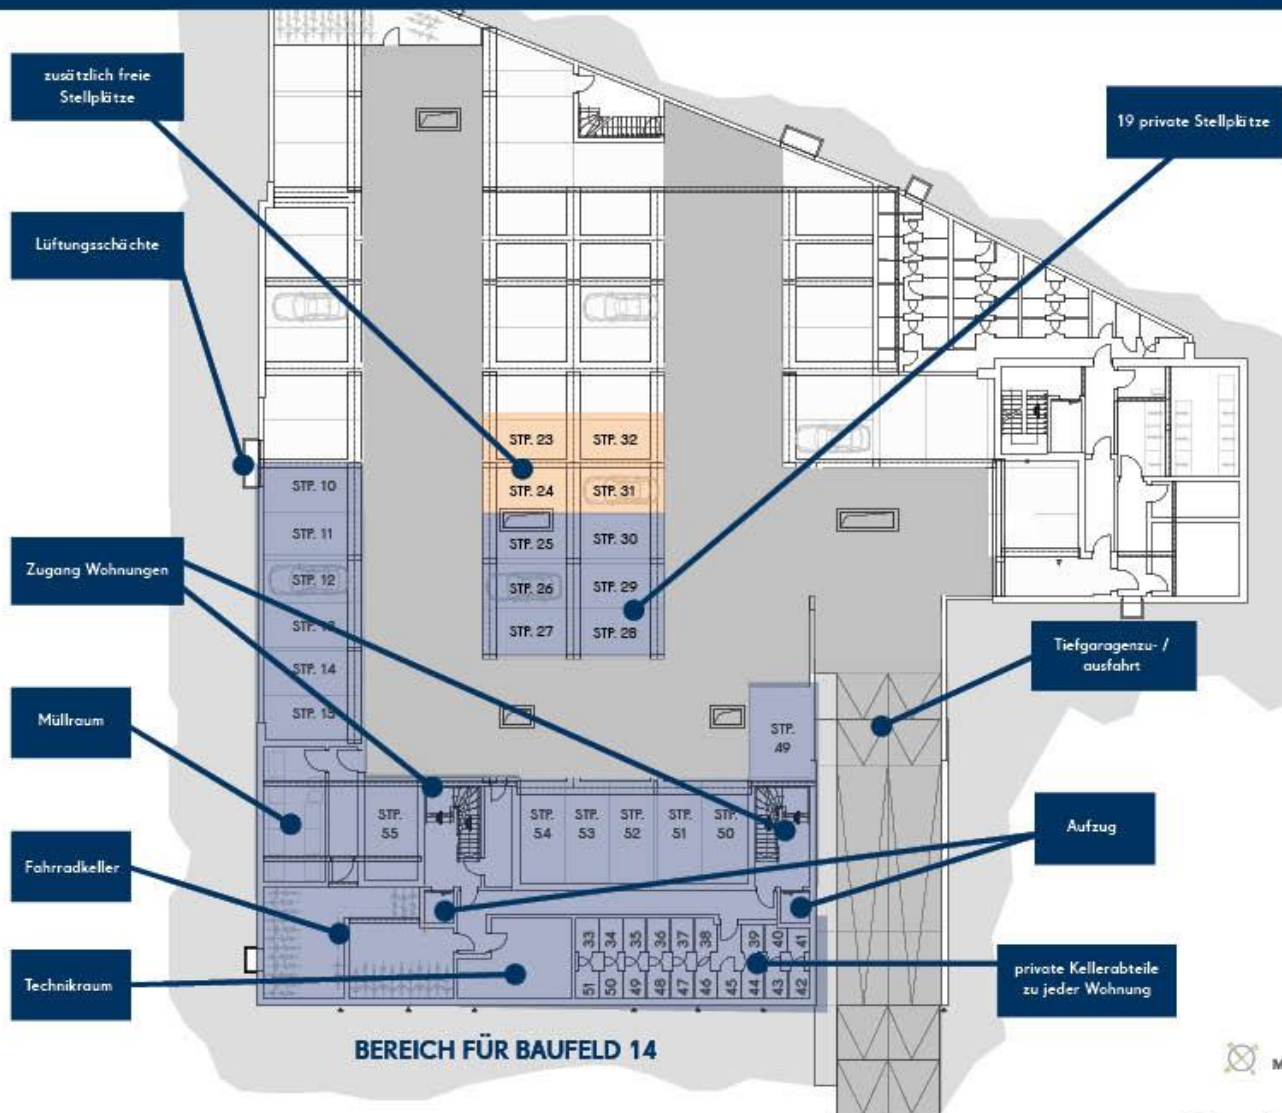 zusätzlich freie
Stellplätze
19 private Stellplätze
Lüftungsschächte
STP. 23
STP. 32
STP. 10
STP. 24
STP. 31
STP. 11
STP. 25
STP. 30
Zugang Wohnungen
STP. 12
STP. 26
STP. 29
STP. 13
STP. 27
STP. 28
STP. 14
Tiefgaragenzu- /
ausfahrt
Müllraum
STP. 15
STP.
49
STP.
55
STP.
54
STP.
53
STP.
52
STP.
51
STP.
50
Aufzug
Fahrradkeller
33 34 35 36 37 38 39 40 41
51 50 49 48 47 46 45 44 43 42
Technikraum
private Kellerabteile
zu jeder Wohnung
BEREICH FÜR BAUFELD 14
M